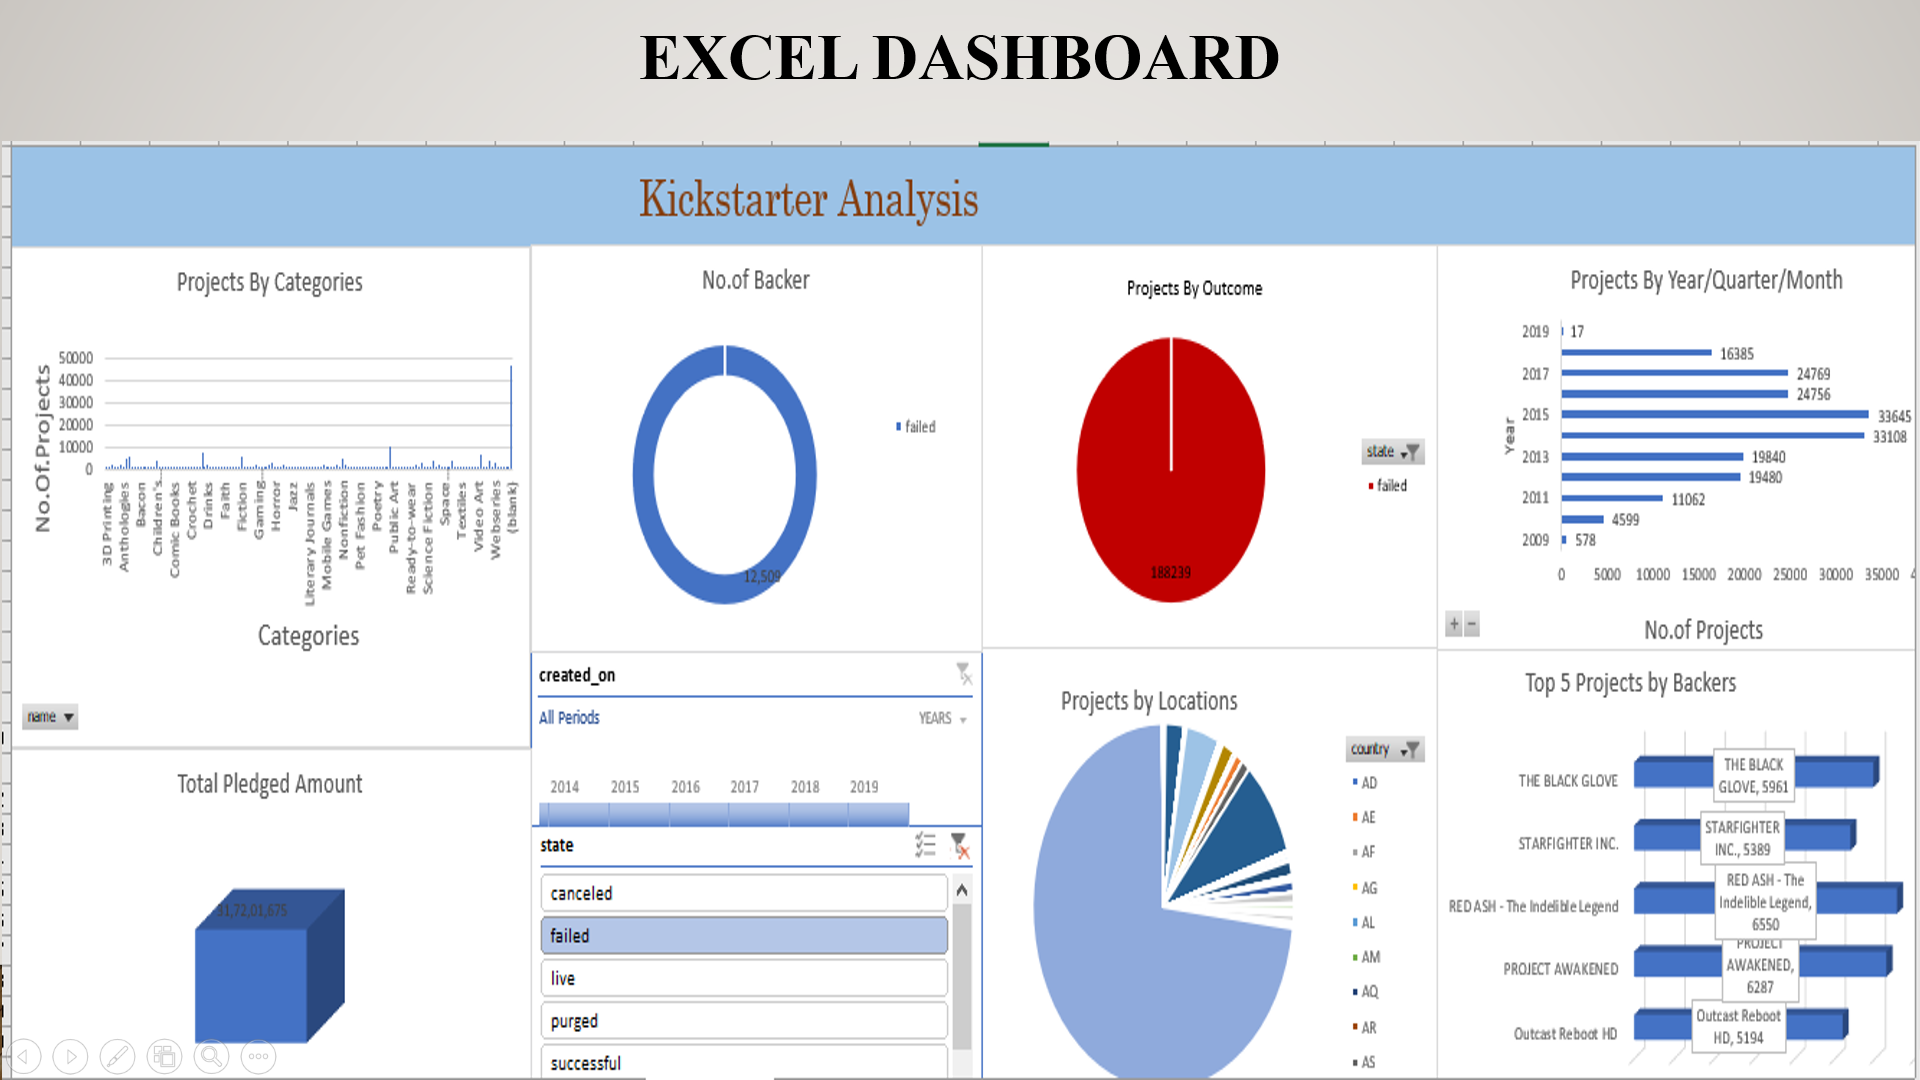 EXCEL DASHBOARD
Kickstarter Analysis
Projects By Categories
No.Of.Projects
50000
40000
30000
20000
10000
0
3D Printing
Anthologies
Bacon
Children's...
Comic Books
Crochet
Drinks
Faith
Fiction
Gaming...
Horror
Jazz
Literary Journals
Mobile Games
Nonfiction
Pet Fashion
Poetry
Public Art
Ready-to-wear
Science Fiction
Space...
Textiles
Video Art
Webseries
(blank)
Categories
name
No.of Backer
failed
12,509
Projects By Outcome
state
failed
188239
Projects By Year/Quarter/Month
Year
2019
17
16385
2017
24769
24756
2015
33645
33108
2013
19840
19480
2011
11062
4599
2009
578
0 5000 10000 15000 20000 25000 30000 35000
+ −
No.of Projects
Total Pledged Amount
31,72,01,675
created_on
All Periods
YEARS
2014 2015 2016 2017 2018 2019
state
canceled
failed
live
purged
successful
Projects by Locations
country
AD
AE
AF
AG
AL
AM
AQ
AR
AS
Top 5 Projects by Backers
THE BLACK GLOVE
THE BLACK
GLOVE, 5961
STARFIGHTER INC.
STARFIGHTER
INC., 5389
RED ASH - The Indelible Legend
RED ASH - The
Indelible Legend,
6550
PROJECT AWAKENED
PROJECT
AWAKENED,
6287
Outcast Reboot HD
Outcast Reboot
HD, 5194